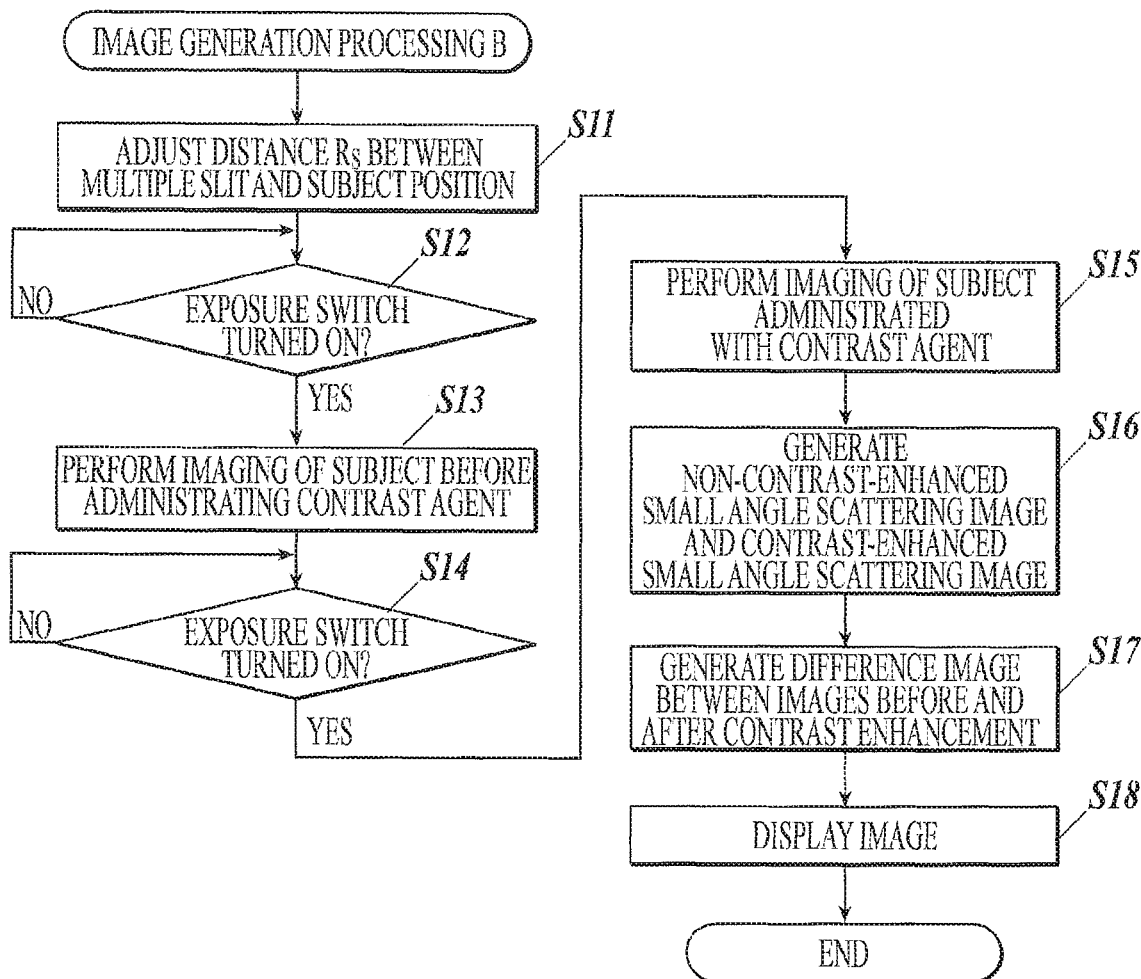 IMAGE GENERATION PROCESSING B
S11
ADJUST DISTANCE RS BETWEEN
MULTIPLE SLIT AND SUBJECT POSITION
S12
NO
EXPOSURE SWITCH
TURNED ON?
YES
S13
PERFORM IMAGING OF SUBJECT BEFORE
ADMINISTRATING CONTRAST AGENT
S14
NO
EXPOSURE SWITCH
TURNED ON?
YES
S15
PERFORM IMAGING OF SUBJECT
ADMINISTRATED
WITH CONTRAST AGENT
S16
GENERATE
NON-CONTRAST-ENHANCED
SMALL ANGLE SCATTERING IMAGE
AND CONTRAST-ENHANCED
SMALL ANGLE SCATTERING IMAGE
S17
GENERATE DIFFERENCE IMAGE
BETWEEN IMAGES BEFORE AND
AFTER CONTRAST ENHANCEMENT
S18
DISPLAY IMAGE
END